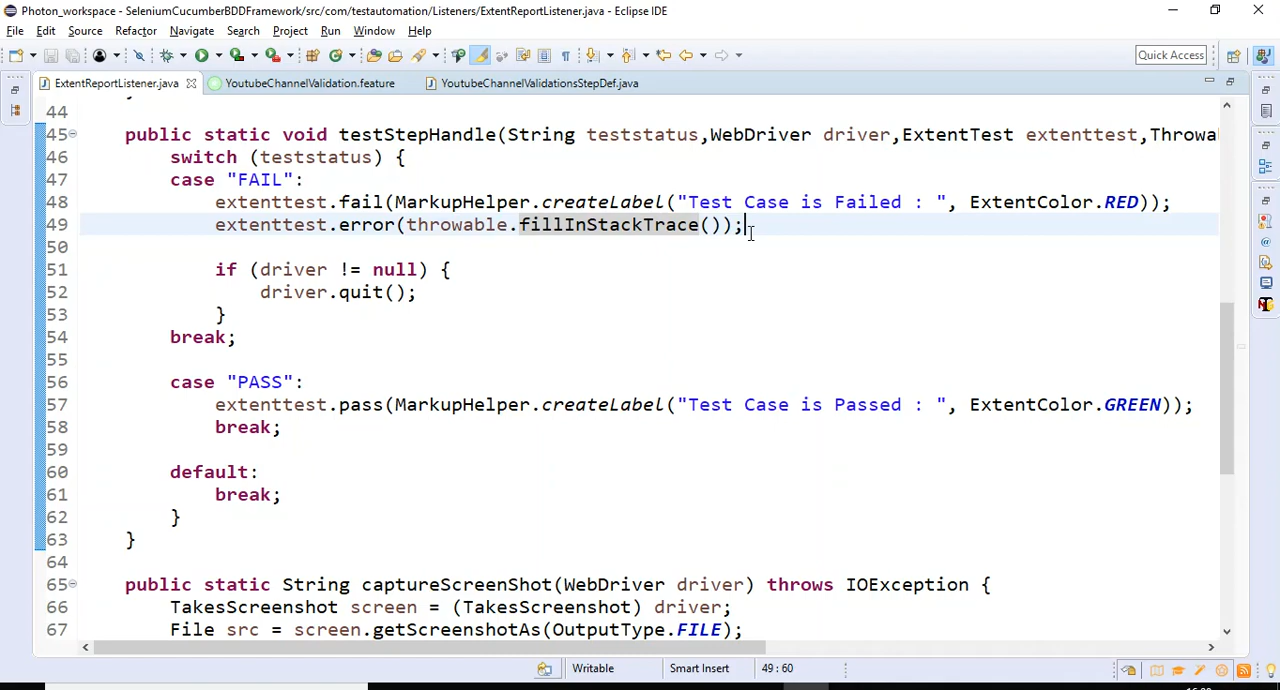 Photon_workspace - SeleniumCucumberBDDFramework/src/com/testautomation/Listeners/ExtentReportListener.java - Eclipse IDE
File Edit Source Refactor Navigate Search Project Run Window Help
Quick Access
ExtentReportListener.java YoutubeChannelValidation.feature YoutubeChannelValidationsStepDef.java
44
45 public static void testStepHandle(String teststatus,WebDriver driver,ExtentTest extenttest,Throwa
46 switch (teststatus) {
47 case "FAIL":
48 extenttest.fail(MarkupHelper.createLabel("Test Case is Failed : ", ExtentColor.RED));
49 extenttest.error(throwable.fillInStackTrace());
50
51 if (driver != null) {
52 driver.quit();
53 }
54 break;
55
56 case "PASS":
57 extenttest.pass(MarkupHelper.createLabel("Test Case is Passed : ", ExtentColor.GREEN));
58 break;
59
60 default:
61 break;
62 }
63 }
64
65 public static String captureScreenShot(WebDriver driver) throws IOException {
66 TakesScreenshot screen = (TakesScreenshot) driver;
67 File src = screen.getScreenshotAs(OutputType.FILE);
Writable Smart Insert 49 : 60